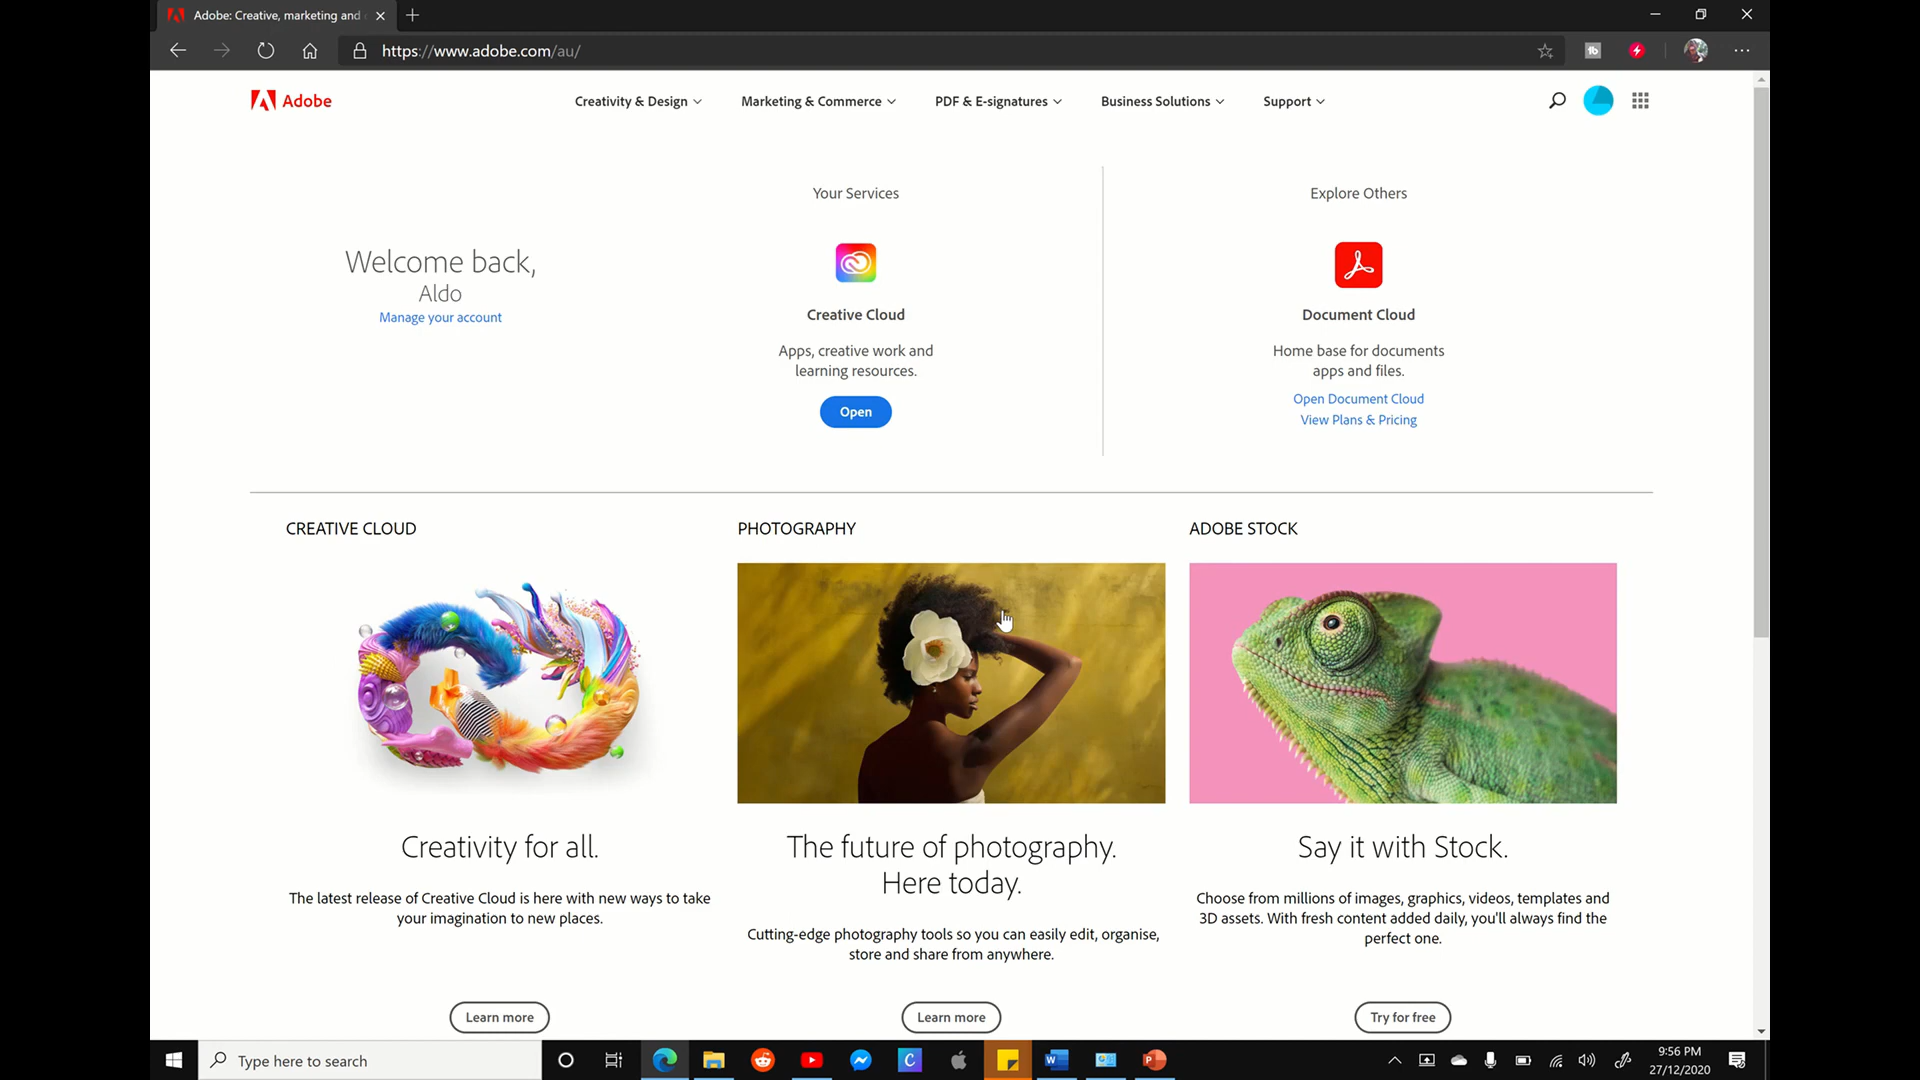 Adobe: Creative, marketing and
https://www.adobe.com/au/
Adobe
Creativity & Design
Marketing & Commerce
PDF & E-signatures
Business Solutions
Support
Welcome back,
Aldo
Manage your account
Your Services
Creative Cloud
Apps, creative work and
learning resources.
Open
Explore Others
Document Cloud
Home base for documents
apps and files.
Open Document Cloud
View Plans & Pricing
CREATIVE CLOUD
Creativity for all.
The latest release of Creative Cloud is here with new ways to take
your imagination to new places.
Learn more
PHOTOGRAPHY
The future of photography.
Here today.
Cutting-edge photography tools so you can easily edit, organise,
store and share from anywhere.
Learn more
ADOBE STOCK
Say it with Stock.
Choose from millions of images, graphics, videos, templates and
3D assets. With fresh content added daily, you'll always find the
perfect one.
Try for free
Type here to search
9:56 PM
27/12/2020